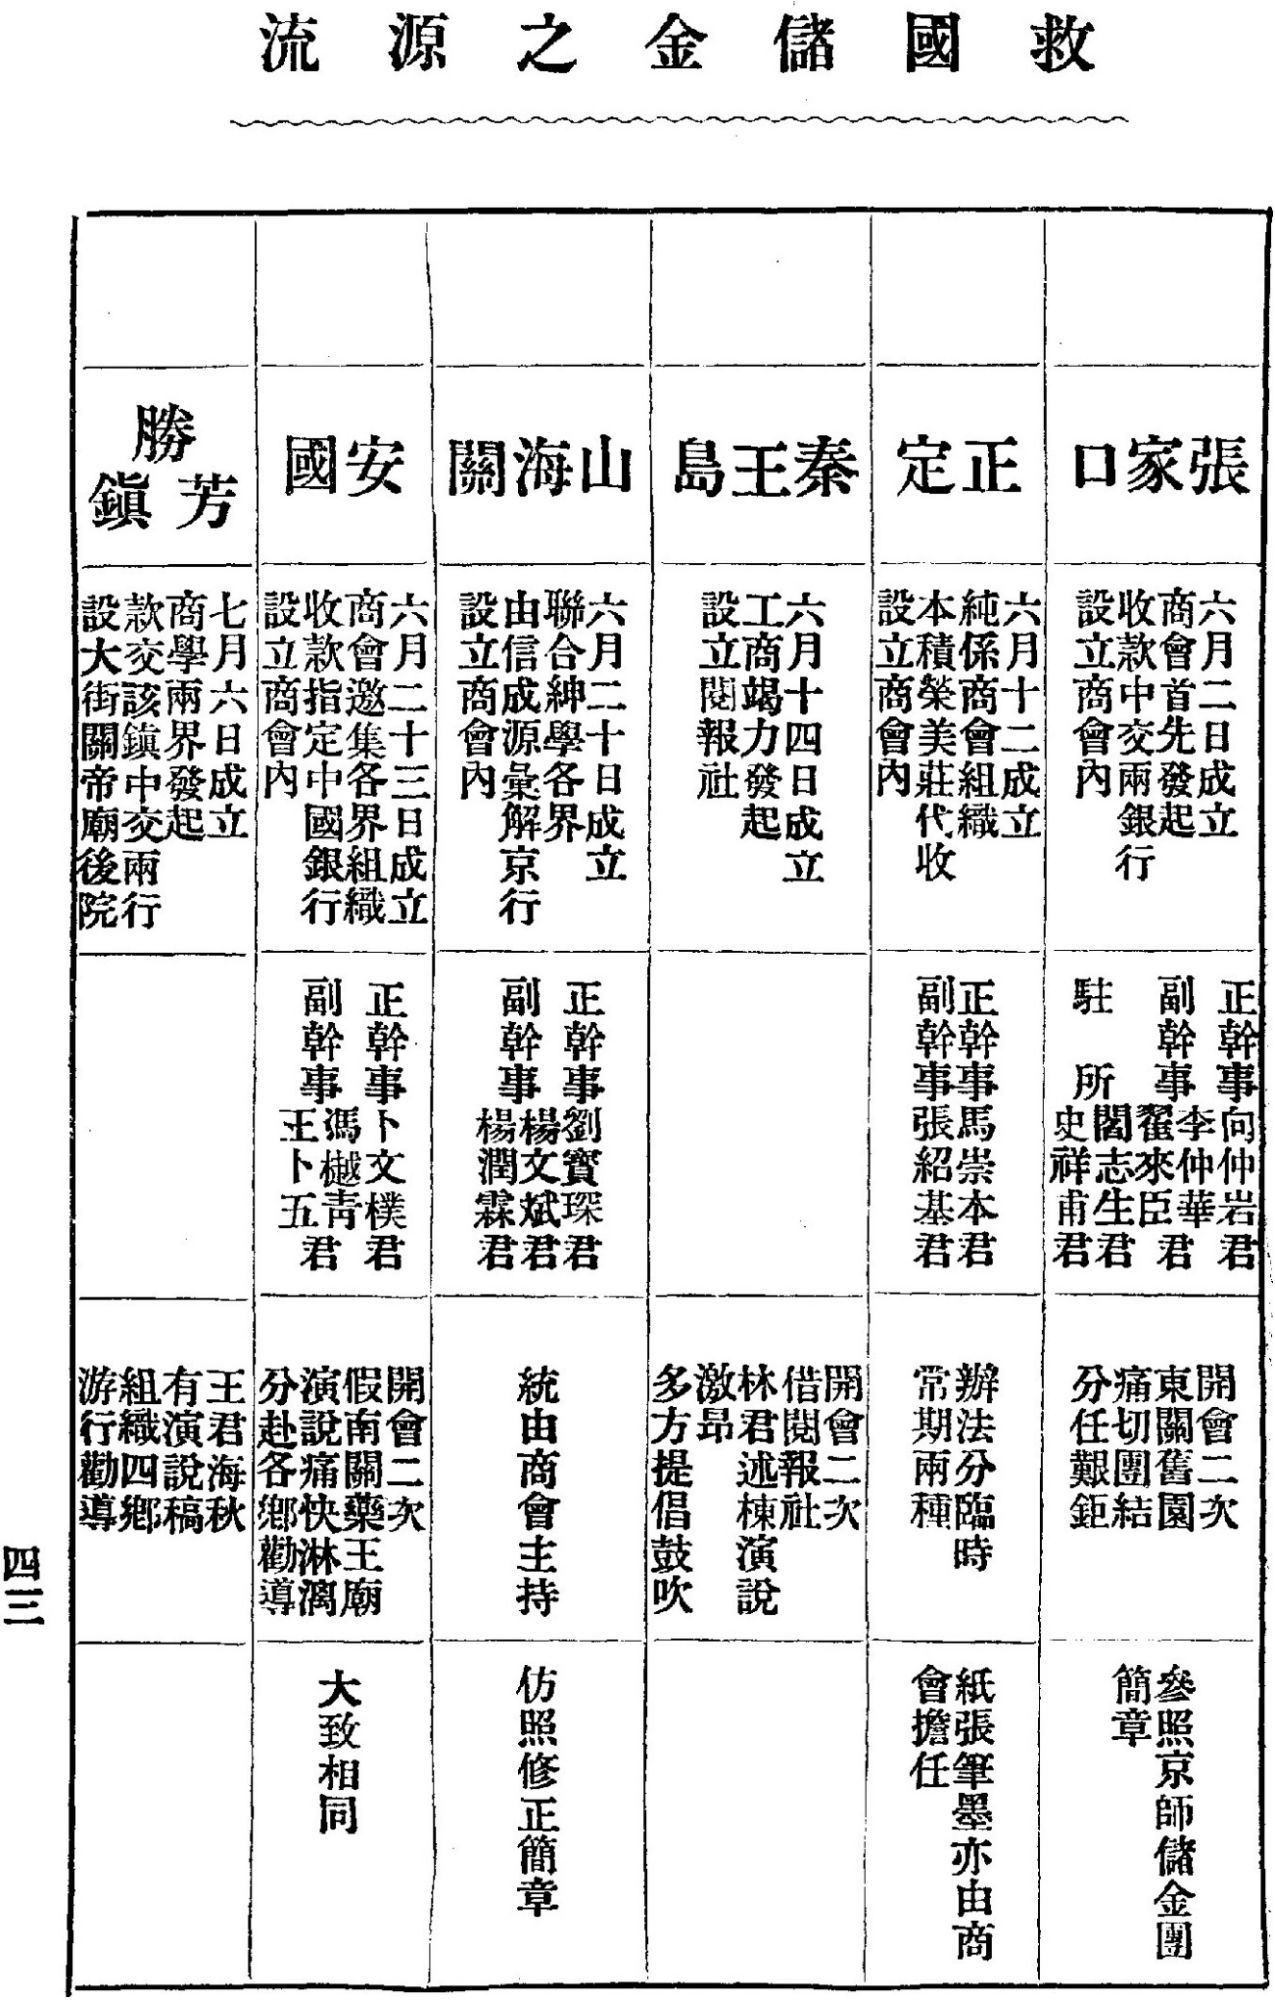 救國儲金之源流
張家口
六月二日成立
商會首先發起
收款中交兩銀行
設立商會內
正幹事向仲岩君
副幹事李仲華
翟來臣君
閻志生君
駐所史祥甫君
開會二次
東關舊園
痛切團結
分任艱鉅
參照京師儲金團
簡章
正定
六月十二成立
純係商會組織
本積榮美莊代收
設立商會內
正幹事馬崇本君
副幹事張紹基君
辦法分臨時
常期兩種
紙張筆墨亦由商
會擔任
秦王島
六月十四日成立
工商竭力發起
設立閱報社
開會二次
借閱報社
林君述棟演說
激昂
多方提倡鼓吹
山海關
六月二十日成立
聯合紳學各界
由信成源彙解京行
設立商會內
正幹事劉寳琛君
副幹事楊文斌君
楊潤霖君
統由商會主持
仿照修正簡章
安國
六月二十三日成立
商會邀集各界組織
收款指定中國銀行
設立商會內
正幹事卜文樸君
副幹事馮樾靑
王卜五君
開會二次
假南關藥王廟
演說痛快淋漓
分赴各鄉勸導
大致相同
勝芳鎭
七月六日成立
商學兩界發起
款交該鎭中交兩行
設大街關帝廟後院
王君海秋
有演說稿
組織四鄉
游行勸導
四三